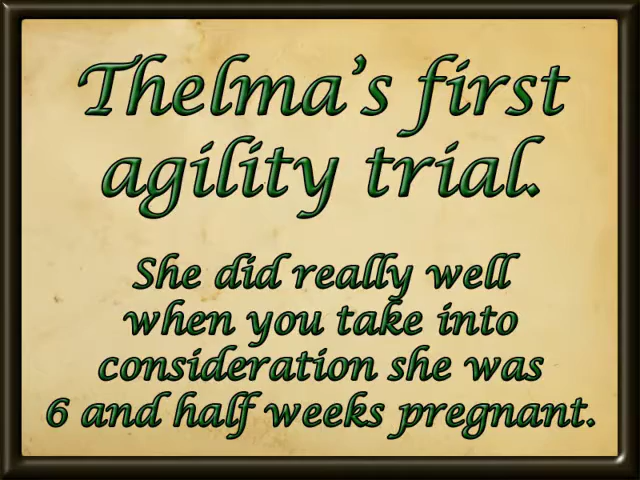 Thelma's first
agility trial.
She did really well
when you take into
consideration she was
6 and half weeks pregnant.